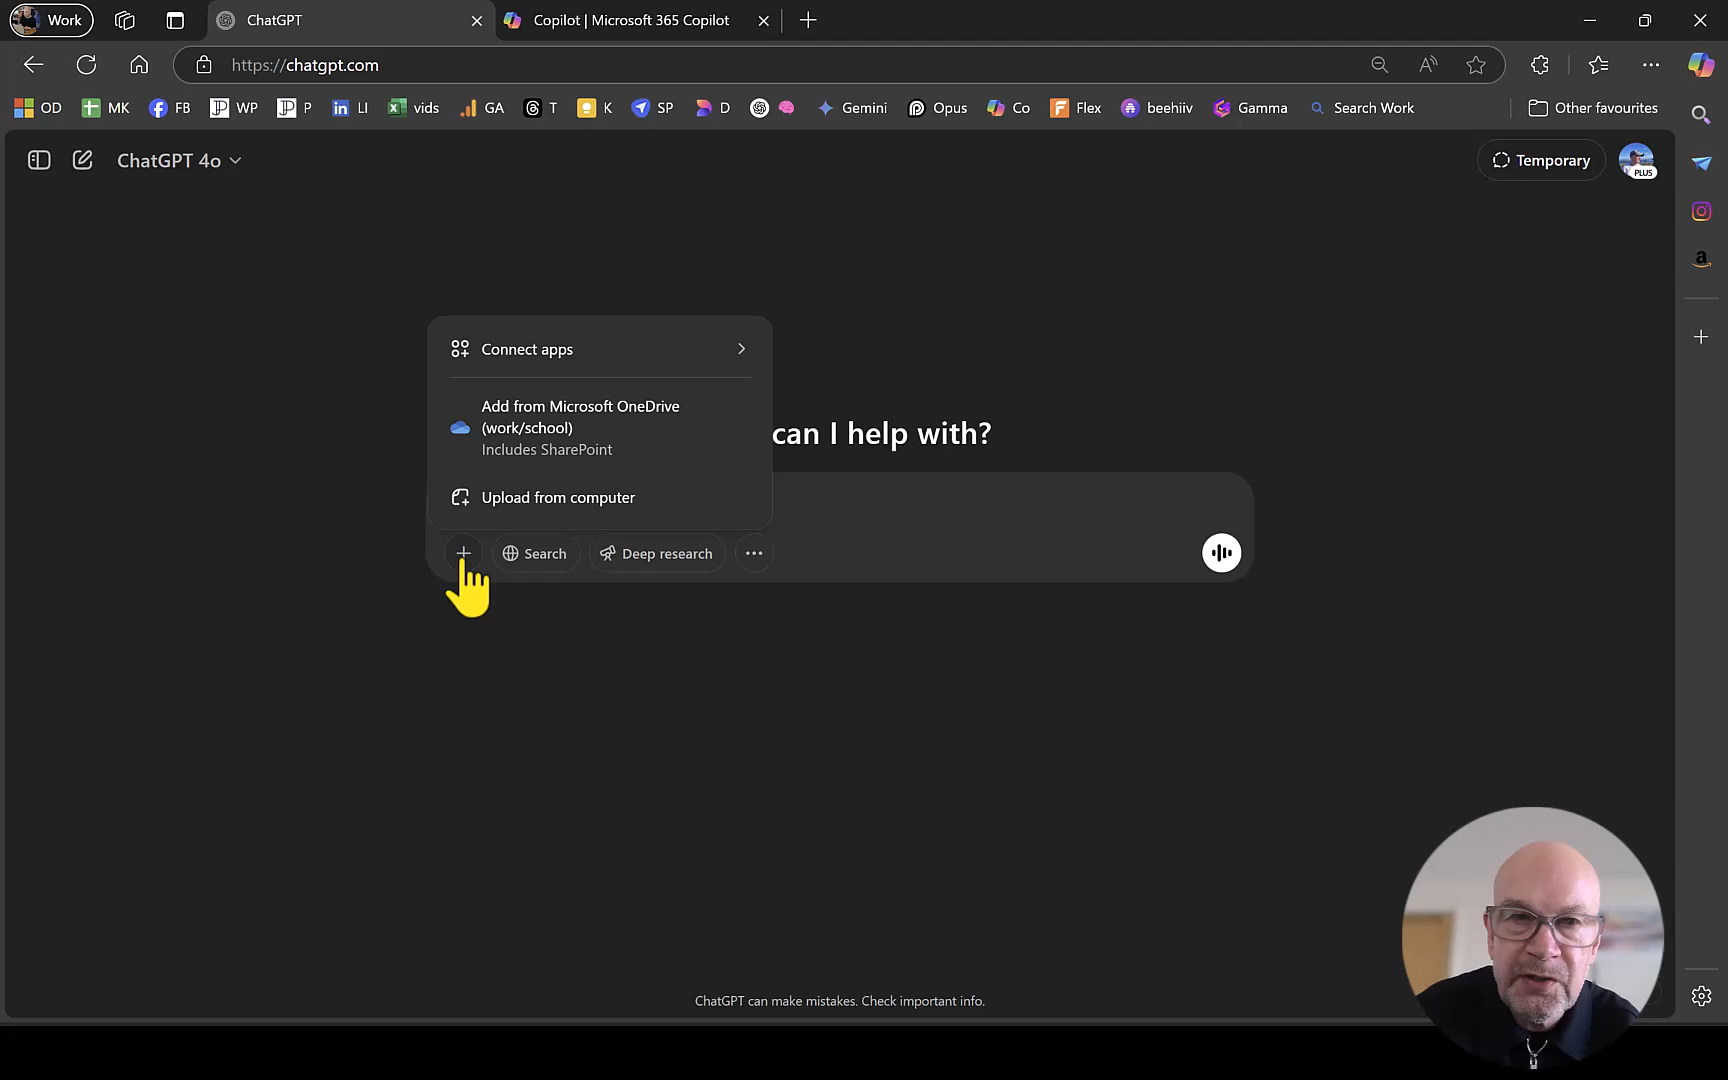 Work
ChatGPT
Copilot | Microsoft 365 Copilot
https://chatgpt.com
OD
MK
FB
WP
P
LI
vids
GA
T
K
SP
D
Gemini
Opus
Co
Flex
beehiiv
Gamma
Search Work
Other favourites
ChatGPT 4o
Temporary
PLUS
Connect apps
Add from Microsoft OneDrive
(work/school)
Includes SharePoint
can I help with?
Upload from computer
Search
Deep research
ChatGPT can make mistakes. Check important info.